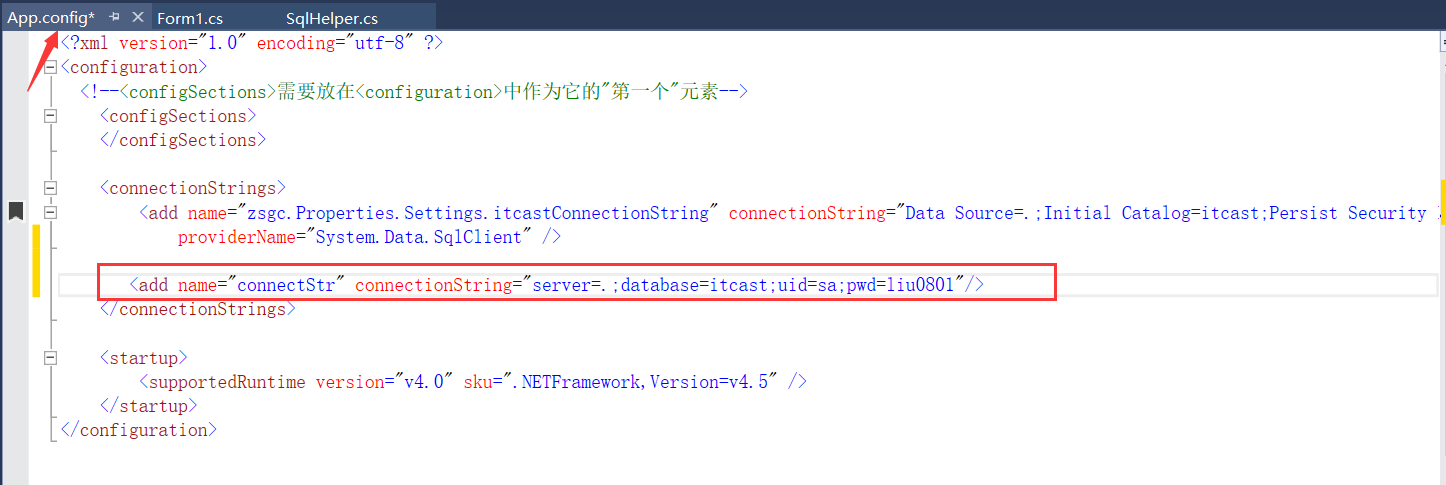 App.config* Form1.cs SqlHelper.cs
<?xml version="1.0" encoding="utf-8" ?>
<configuration>
<!--<configSections>需要放在<configuration>中作为它的"第一个"元素-->
<configSections>
</configSections>
<connectionStrings>
<add name="zsgc.Properties.Settings.itcastConnectionString" connectionString="Data Source=.;Initial Catalog=itcast;Persist Security
providerName="System.Data.SqlClient" />
<add name="connectStr" connectionString="server=.;database=itcast;uid=sa;pwd=liu0801"/>
</connectionStrings>
<startup>
<supportedRuntime version="v4.0" sku=".NETFramework,Version=v4.5" />
</startup>
</configuration>